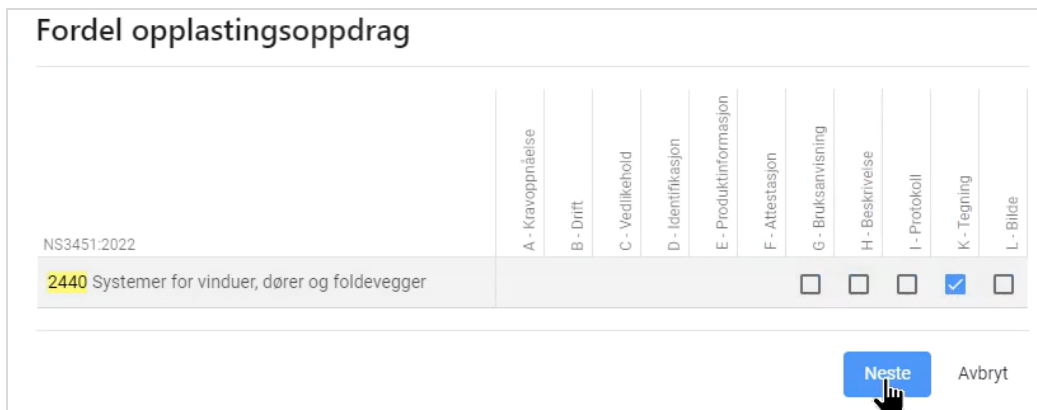 Fordel opplastingsoppdrag
NS3451:2022
A - Kravoppnåelse
B - Drift
C - Vedlikehold
D - Identifikasjon
E - Produktinformasjon
F - Attestasjon
G - Bruksanvisning
H - Beskrivelse
I - Protokoll
K - Tegning
L - Bilde
2440 Systemer for vinduer, dører og foldevegger
Neste
Avbryt